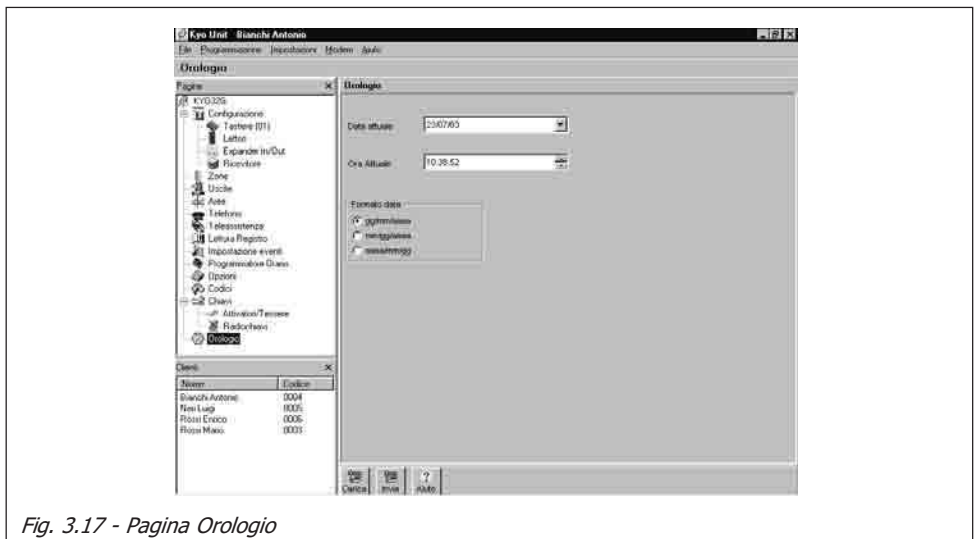 Kyo Unit Bianchi Antonio
File Programmazione Impostazioni Modem Aiuto
Orologio
Pagine
KYO32G
Configurazione
Tastiere (01)
Lettori
Expander In/Out
Ricevitore
Zone
Uscite
Aree
Telefono
Teleassistenza
Lettura Registro
Impostazione eventi
Programmatore Orario
Opzioni
Codici
Chiavi
Attivatori/Tessere
Radiochiavi
Orologio
Clienti
Nome Codice
Bianchi Antonio 0004
Neri Luigi 0005
Rossi Enrico 0006
Rossi Mario 0003
Orologio
Data attuale 23/07/03
Ora Attuale 10.38.52
Formato data
gg/mm/aaaa
mm/gg/aaaa
aaaa/mm/gg
Carica Invia Aiuto
Fig. 3.17 - Pagina Orologio